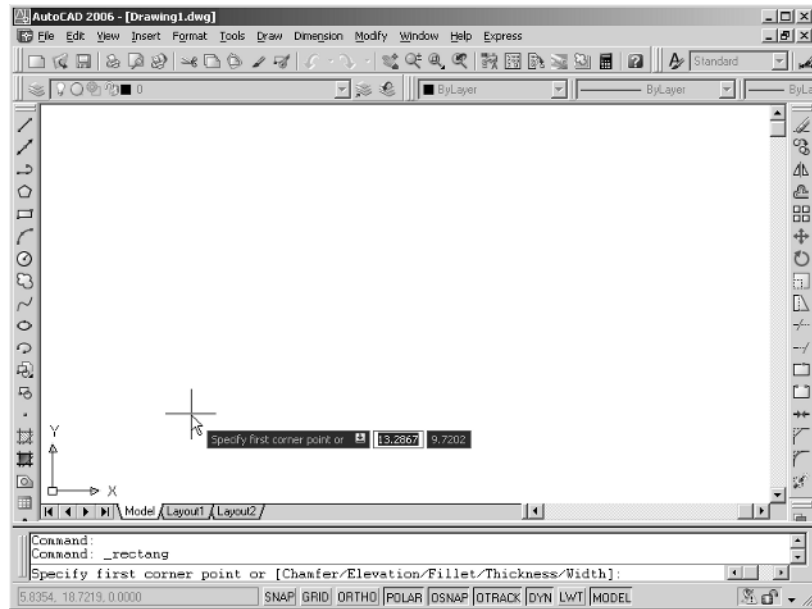 AutoCAD 2006 - [Drawing1.dwg]
File Edit View Insert Format Tools Draw Dimension Modify Window Help Express
Standard
0 ByLayer ByLayer ByLa
Specify first corner point or 13.2867 9.7202
Y
X
Model Layout1 Layout2
Command:
Command: _rectang
Specify first corner point or [Chamfer/Elevation/Fillet/Thickness/Width]:
5.8354, 18.7219, 0.0000 SNAP GRID ORTHO POLAR OSNAP OTRACK DYN LWT MODEL